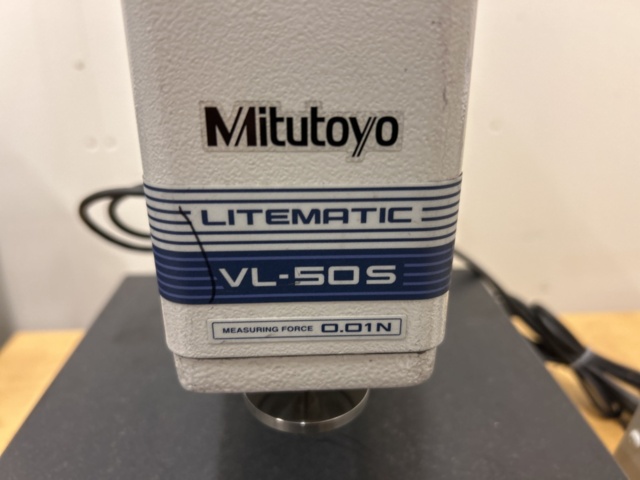 Mitutoyo
LITEMATIC
VL-50S
MEASURING FORCE 0.01N